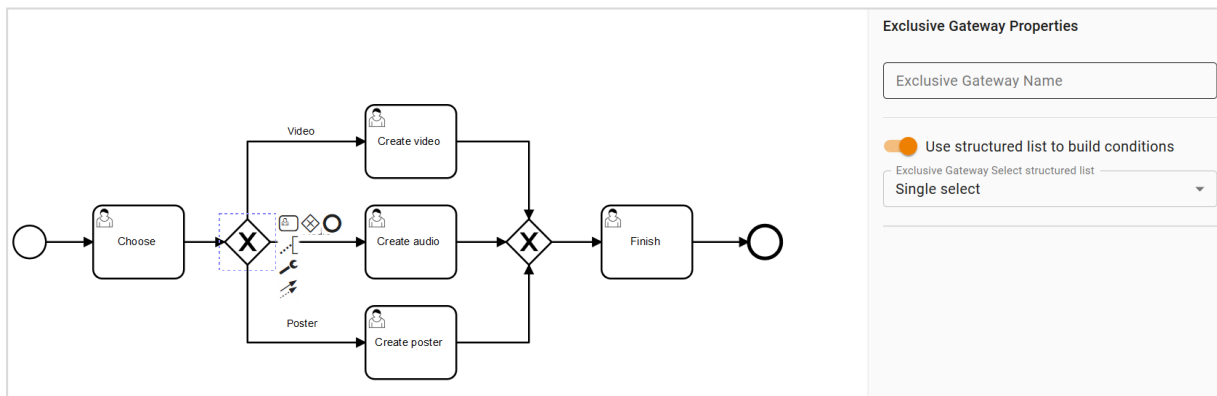 Exclusive Gateway Properties
Exclusive Gateway Name
Use structured list to build conditions
Exclusive Gateway Select structured list
Single select
Video
Create video
Choose
Create audio
Finish
Poster
Create poster